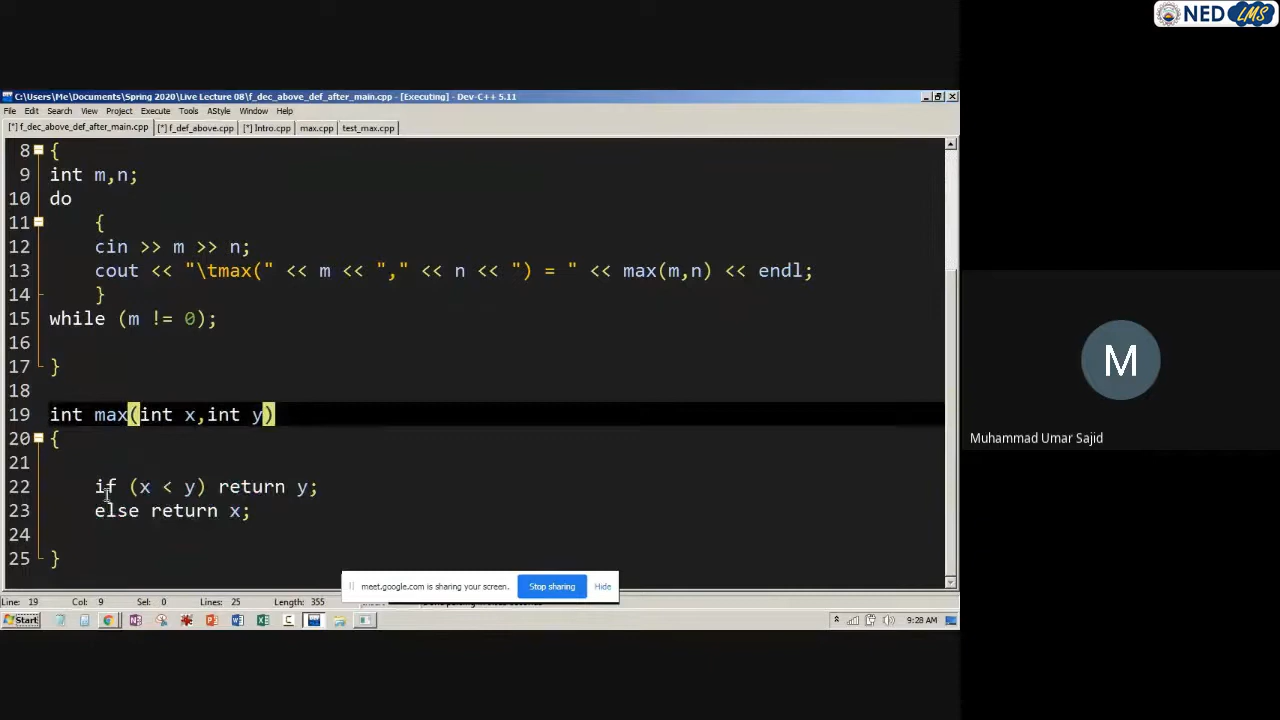 NED LMS
C:\Users\Me\Documents\Spring 2020\Live Lecture 08\f_dec_above_def_after_main.cpp - [Executing] - Dev-C++ 5.11
File Edit Search View Project Execute Tools AStyle Window Help
[*] f_dec_above_def_after_main.cpp [*] f_def_above.cpp [*] Intro.cpp max.cpp test_max.cpp
8 {
9 int m,n;
10 do
11 {
12 cin >> m >> n;
13 cout << "\tmax(" << m << "," << n << ") = " << max(m,n) << endl;
14 }
15 while (m != 0);
16
17 }
18
19 int max(int x,int y)
20 {
21
22 if (x < y) return y;
23 else return x;
24
25 }
meet.google.com is sharing your screen. Stop sharing Hide
Line: 19 Col: 9 Sel: 0 Lines: 25 Length: 355
Start 9:28 AM
M
Muhammad Umar Sajid